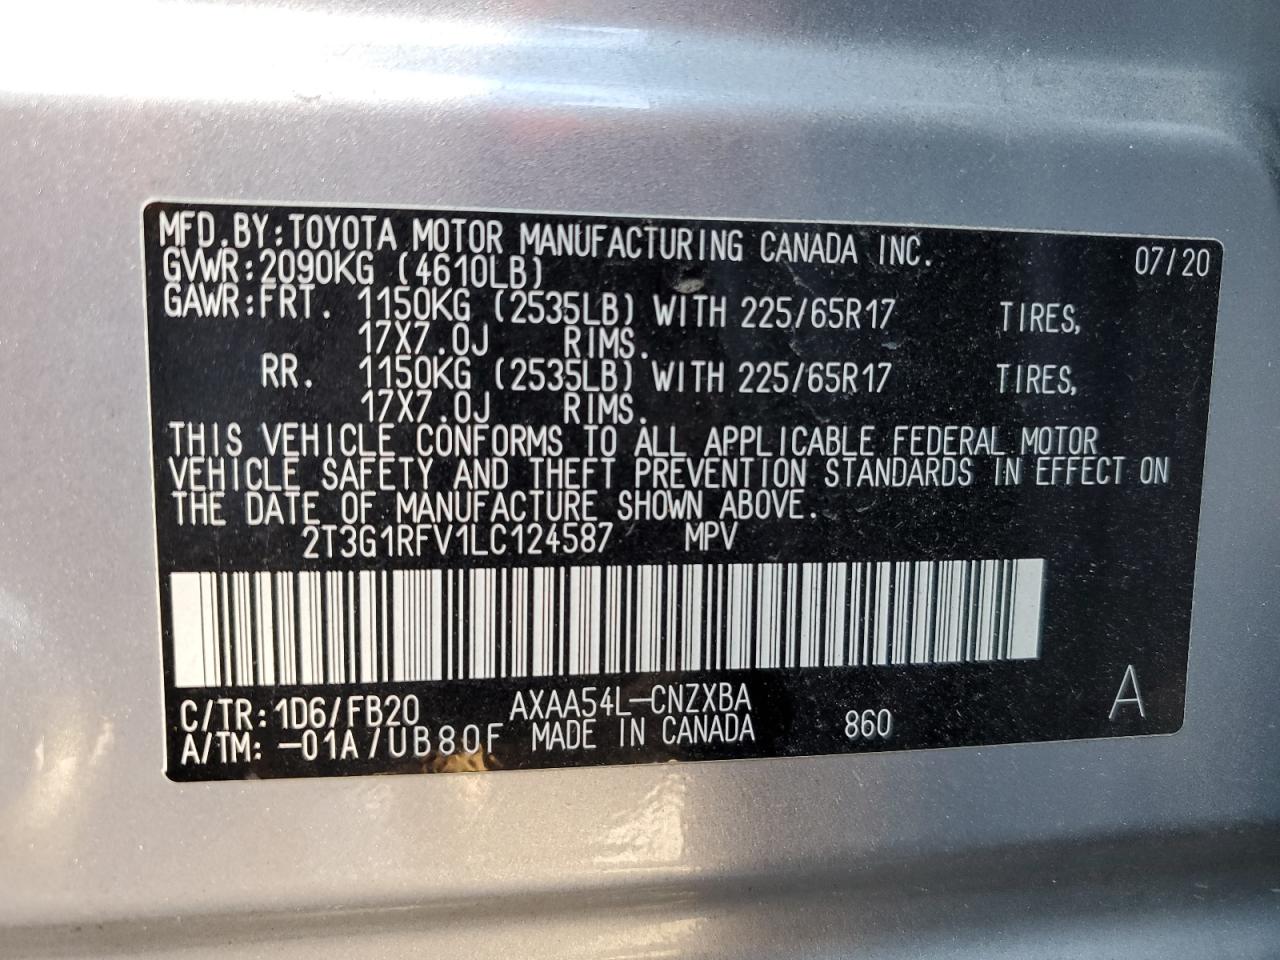 MFD.BY:TOYOTA MOTOR MANUFACTURING CANADA INC. 07/20
GVWR:2090KG (4610LB)
GAWR:FRT. 1150KG (2535LB) WITH 225/65R17 TIRES,
17X7.0J RIMS.
RR. 1150KG (2535LB) WITH 225/65R17 TIRES,
17X7.0J RIMS.
THIS VEHICLE CONFORMS TO ALL APPLICABLE FEDERAL MOTOR
VEHICLE SAFETY AND THEFT PREVENTION STANDARDS IN EFFECT ON
THE DATE OF MANUFACTURE SHOWN ABOVE.
2T3G1RFV1LC124587 MPV
C/TR:1D6/FB20 AXAA54L-CNZXBA A
A/TM:-01A/UB80F MADE IN CANADA 860